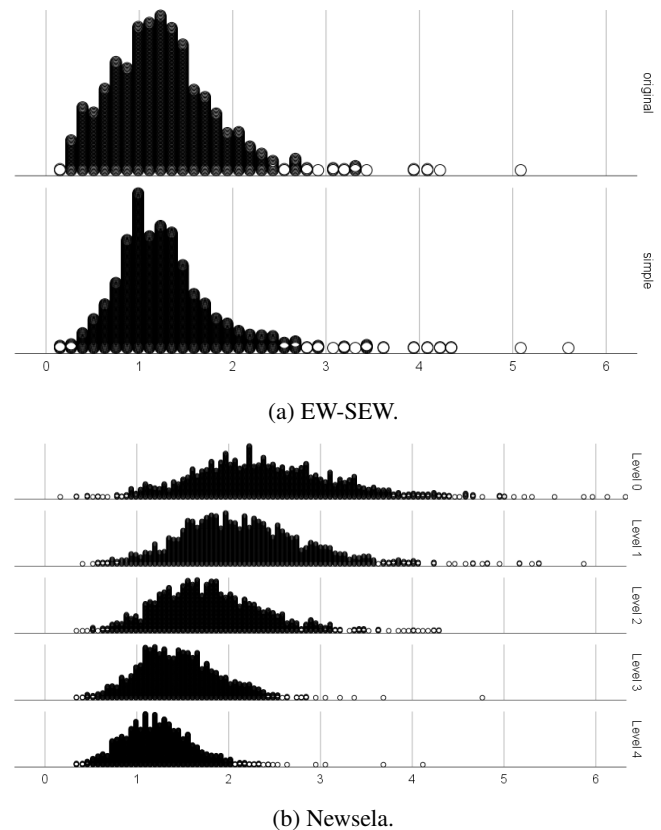 original
simple
0 1 2 3 4 5 6
(a) EW-SEW.
Level 0
Level 1
Level 2
Level 3
Level 4
0 1 2 3 4 5 6
(b) Newsela.